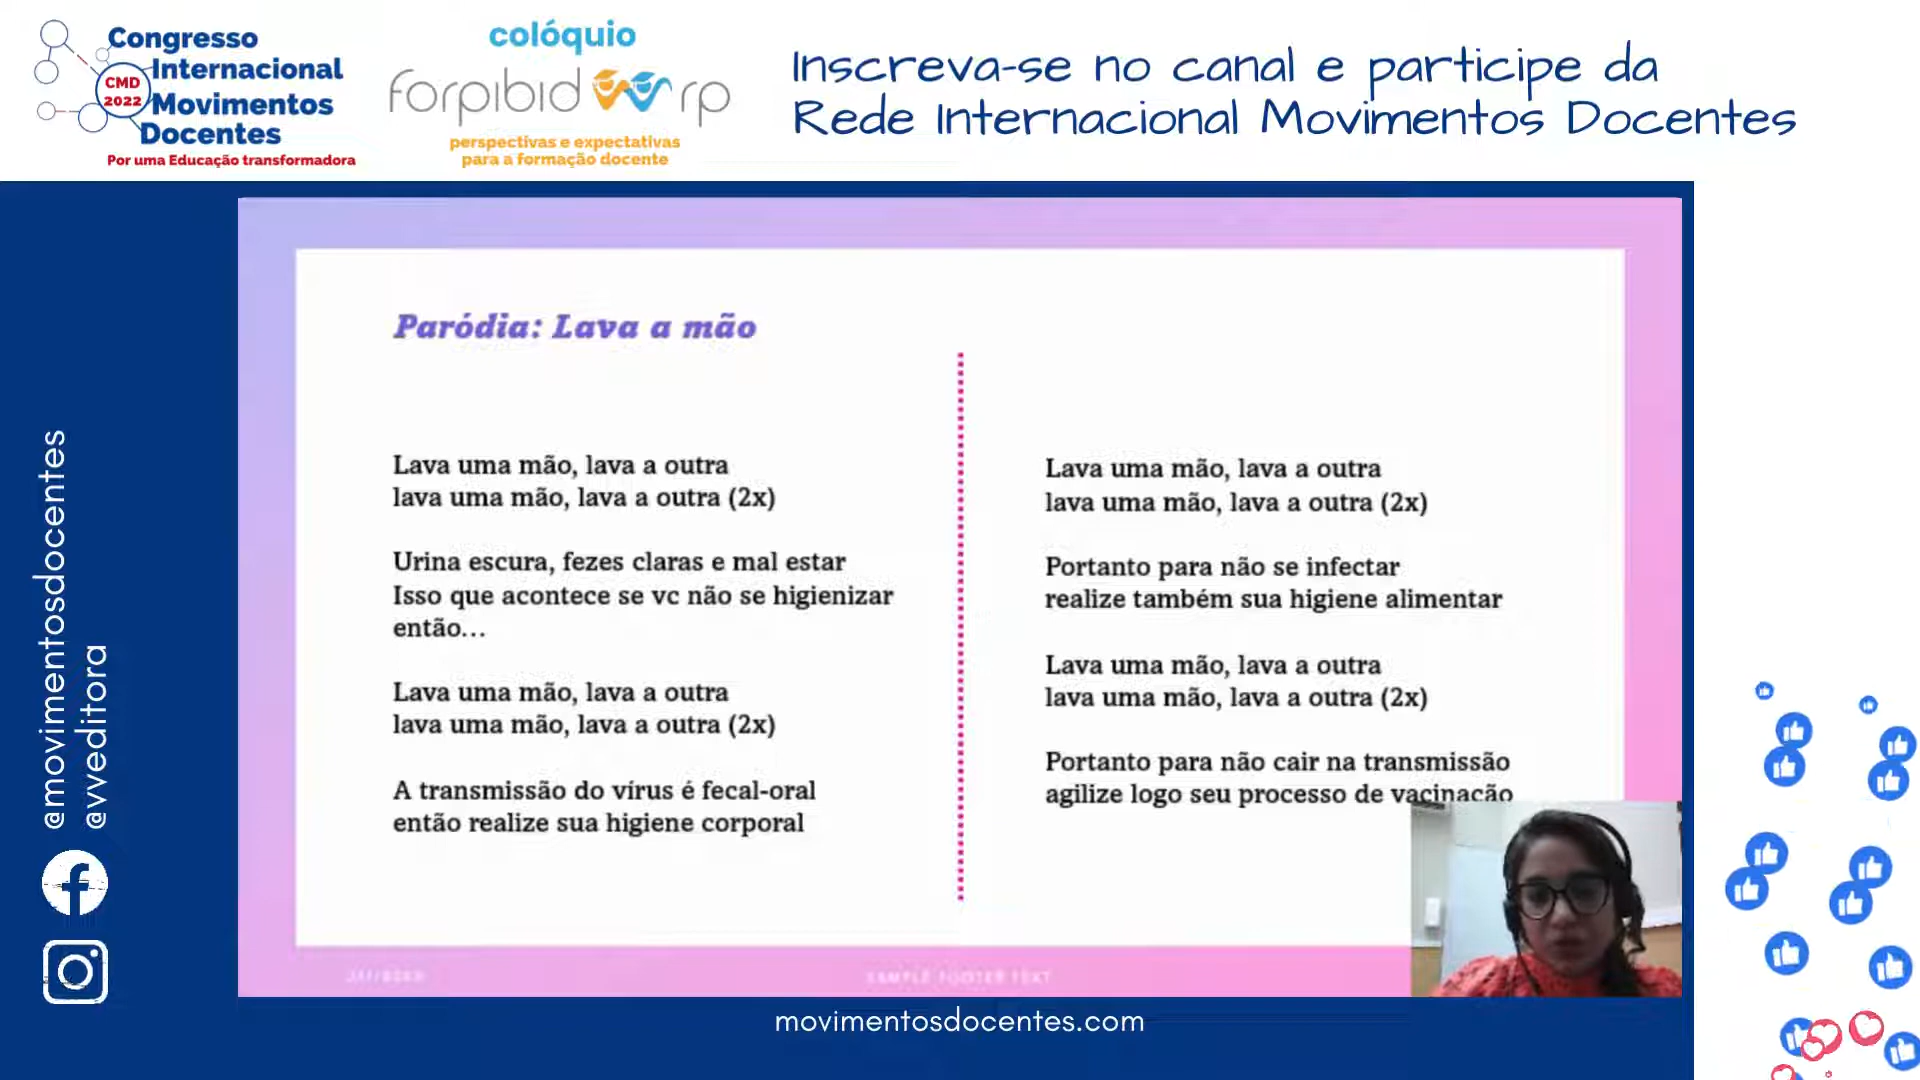 Congresso
Internacional
CMD
2022
Movimentos
Docentes
Por uma Educação transformadora
colóquio
forpibid rp
perspectivas e expectativas
para a formação docente
Inscreva-se no canal e participe da
Rede Internacional Movimentos Docentes
@movimentosdocentes
@vveditora
Paródia: Lava a mão
Lava uma mão, lava a outra
lava uma mão, lava a outra (2x)
Urina escura, fezes claras e mal estar
Isso que acontece se vc não se higienizar
então...
Lava uma mão, lava a outra
lava uma mão, lava a outra (2x)
A transmissão do vírus é fecal-oral
então realize sua higiene corporal
Lava uma mão, lava a outra
lava uma mão, lava a outra (2x)
Portanto para não se infectar
realize também sua higiene alimentar
Lava uma mão, lava a outra
lava uma mão, lava a outra (2x)
Portanto para não cair na transmissão
agilize logo seu processo de vacinação
SAMPLE FOOTER TEXT
movimentosdocentes.com